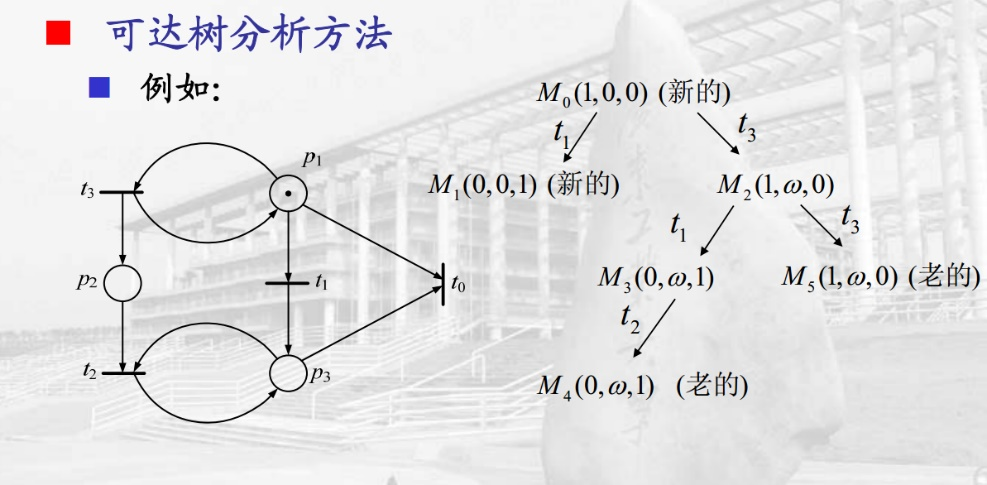 可达树分析方法
例如:
M₀(1,0,0) (新的)
t₁ t₃
M₁(0,0,1) (新的) M₂(1,ω,0)
t₁ t₃
M₃(0,ω,1) M₅(1,ω,0) (老的)
t₂
M₄(0,ω,1) (老的)
p₁
t₃
p₂
t₁
t₀
t₂
p₃